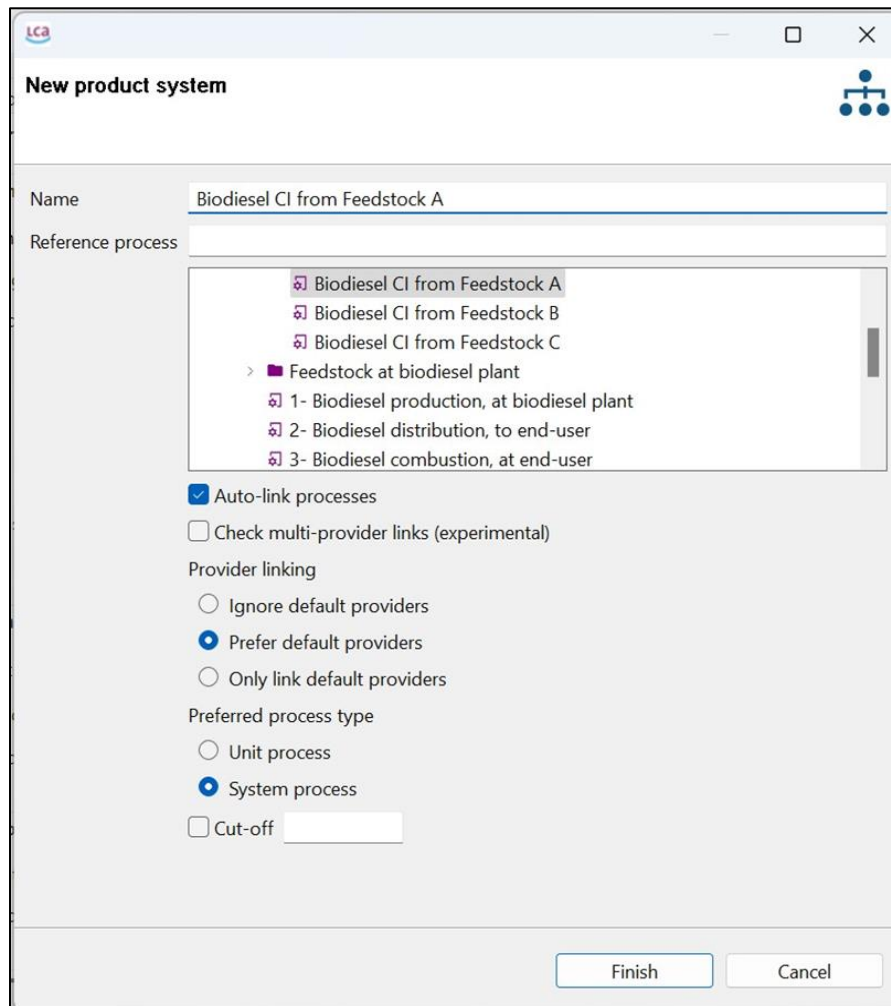 LCA
New product system
Name Biodiesel CI from Feedstock A
Reference process
Biodiesel CI from Feedstock A
Biodiesel CI from Feedstock B
Biodiesel CI from Feedstock C
Feedstock at biodiesel plant
1- Biodiesel production, at biodiesel plant
2- Biodiesel distribution, to end-user
3- Biodiesel combustion, at end-user
Auto-link processes
Check multi-provider links (experimental)
Provider linking
Ignore default providers
Prefer default providers
Only link default providers
Preferred process type
Unit process
System process
Cut-off
Finish Cancel